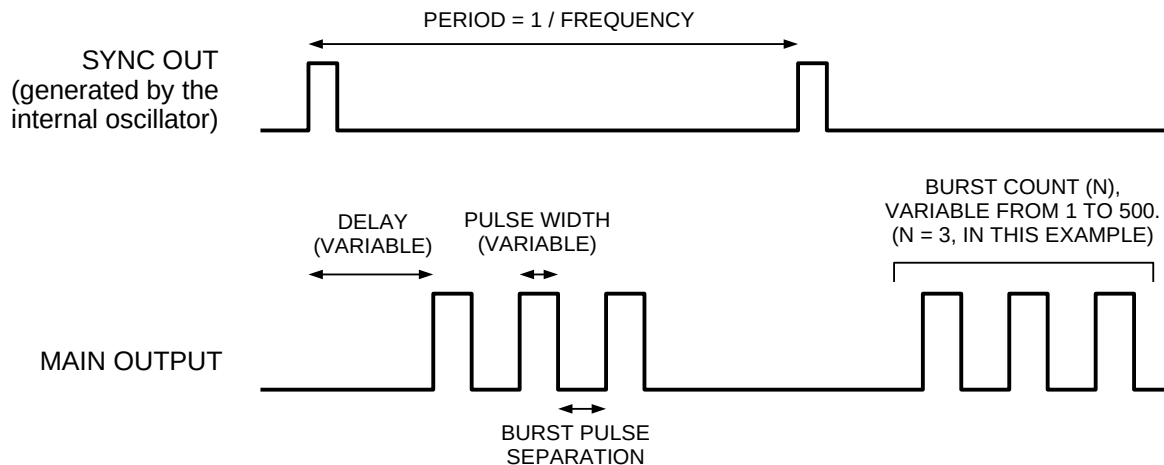 PERIOD = 1 / FREQUENCY
SYNC OUT
(generated by the
internal oscillator)
BURST COUNT (N),
VARIABLE FROM 1 TO 500.
(N = 3, IN THIS EXAMPLE)
DELAY
(VARIABLE)
PULSE WIDTH
(VARIABLE)
MAIN OUTPUT
BURST PULSE
SEPARATION